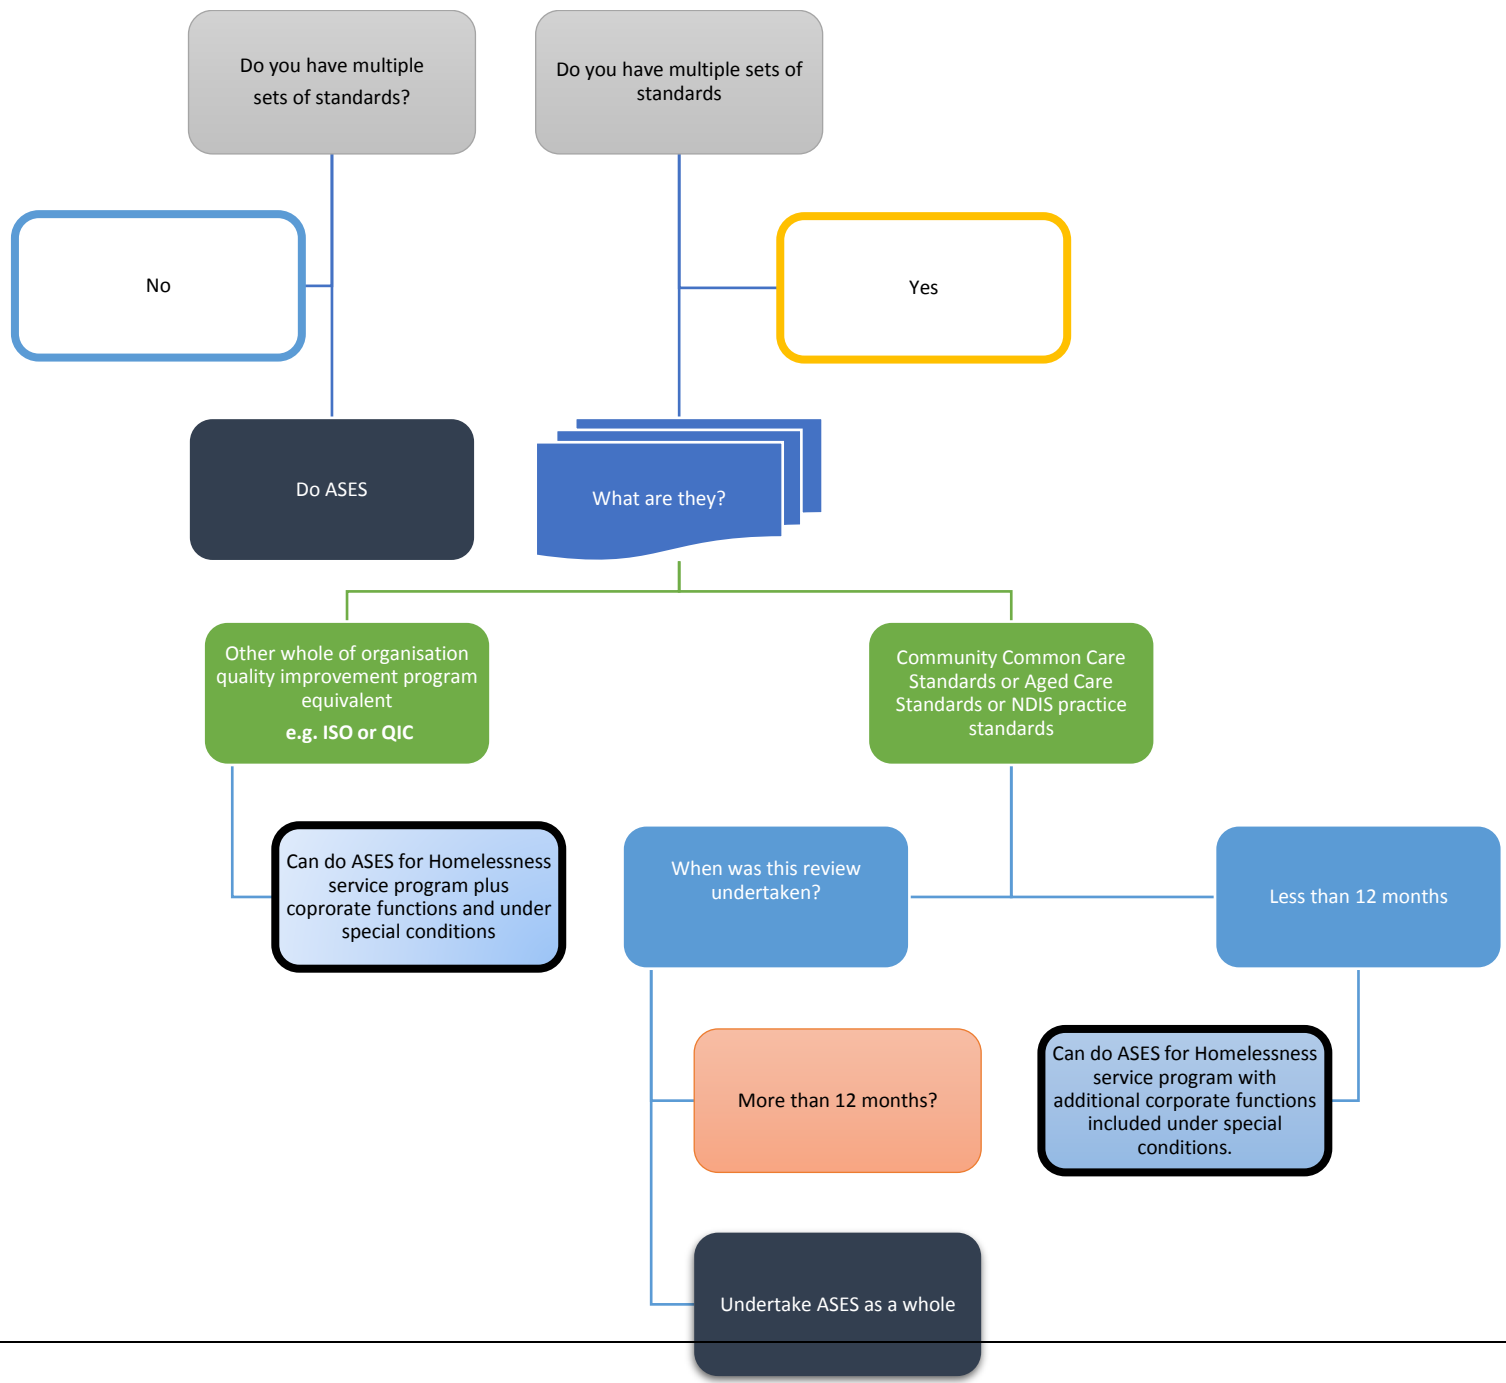 Do you have multiple
sets of standards?
Do you have multiple sets of
standards
No
Yes
Do ASES
What are they?
Other whole of organisation
quality improvement program
equivalent
e.g. ISO or QIC
Community Common Care
Standards or Aged Care
Standards or NDIS practice
standards
Can do ASES for Homelessness
service program plus
coprorate functions and under
special conditions
When was this review
undertaken?
Less than 12 months
More than 12 months?
Can do ASES for Homelessness
service program with
additional corporate functions
included under special
conditions.
Undertake ASES as a whole